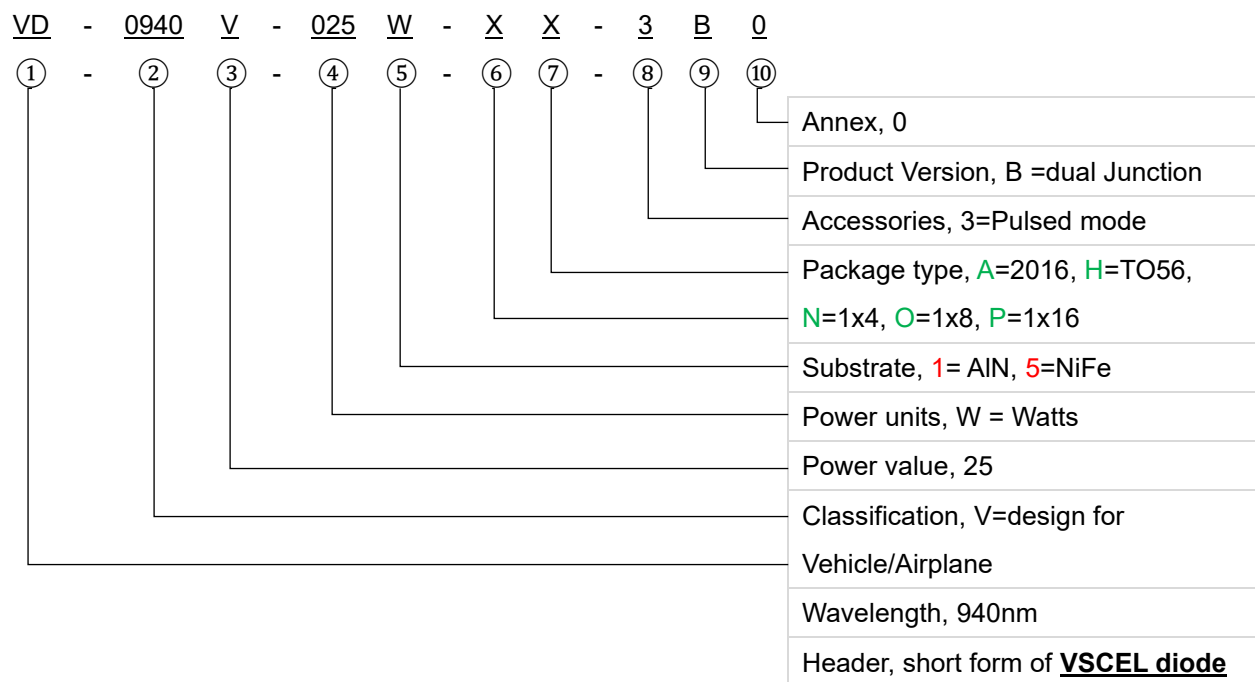 VD - 0940 V - 025 W - X X - 3 B 0
① - ② ③ - ④ ⑤ - ⑥ ⑦ - ⑧ ⑨ ⑩
Annex, 0
Product Version, B =dual Junction
Accessories, 3=Pulsed mode
Package type, A=2016, H=TO56,
N=1x4, O=1x8, P=1x16
Substrate, 1= AlN, 5=NiFe
Power units, W = Watts
Power value, 25
Classification, V=design for
Vehicle/Airplane
Wavelength, 940nm
Header, short form of VSCEL diode